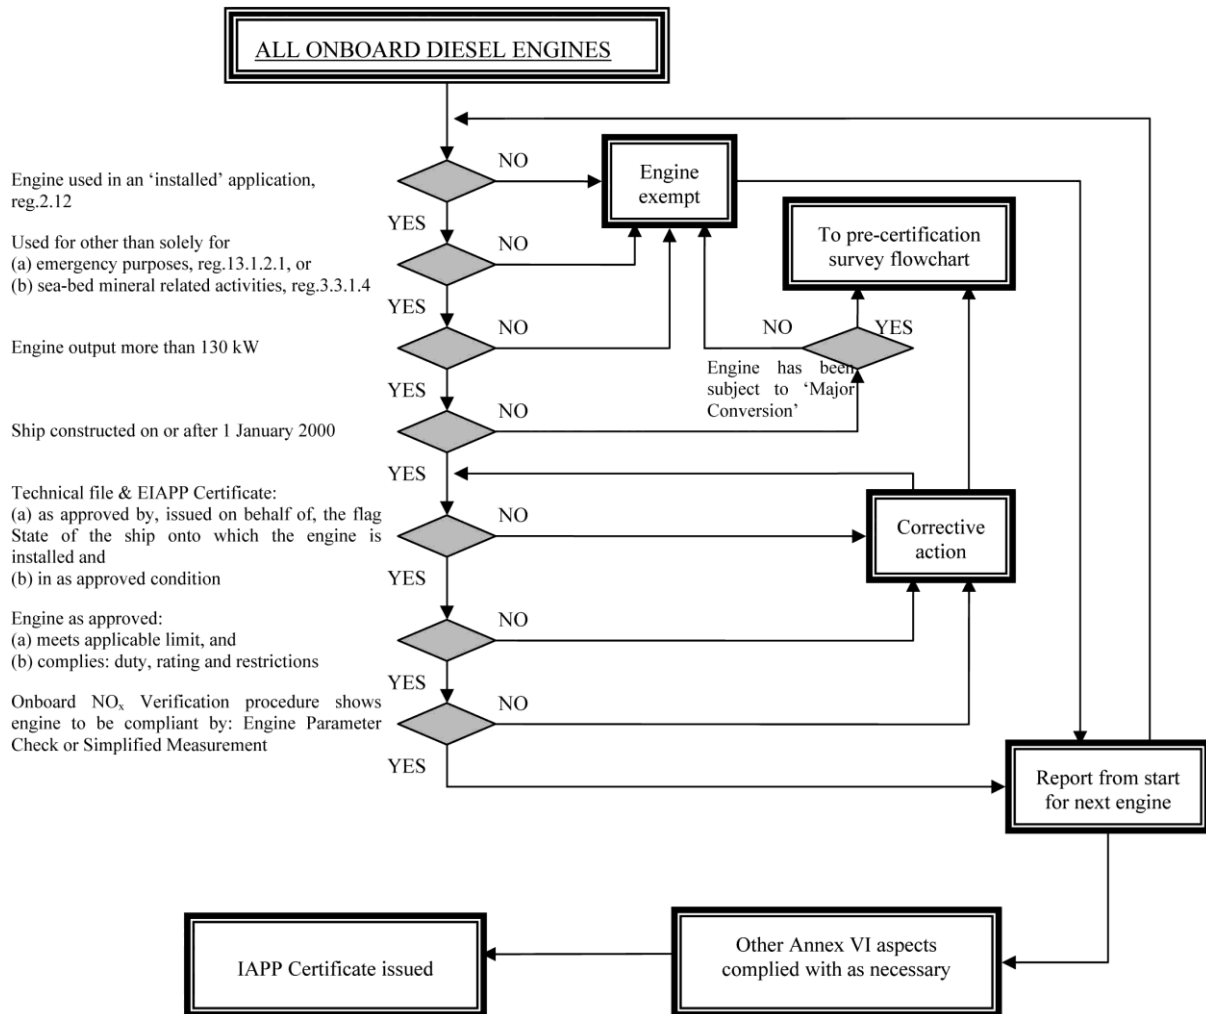 ALL ONBOARD DIESEL ENGINES
Engine used in an ‘installed’ application,
reg.2.12
NO
Engine
exempt
YES
Used for other than solely for
(a) emergency purposes, reg.13.1.2.1, or
(b) sea-bed mineral related activities, reg.3.3.1.4
NO
To pre-certification
survey flowchart
YES
Engine output more than 130 kW
NO
NO
YES
Engine has been
subject to ‘Major
Conversion’
YES
Ship constructed on or after 1 January 2000
NO
YES
Technical file & EIAPP Certificate:
(a) as approved by, issued on behalf of, the flag
State of the ship onto which the engine is
installed and
(b) in as approved condition
NO
Corrective
action
YES
Engine as approved:
(a) meets applicable limit, and
(b) complies: duty, rating and restrictions
NO
YES
Onboard NOₓ Verification procedure shows
engine to be compliant by: Engine Parameter
Check or Simplified Measurement
NO
YES
Report from start
for next engine
Other Annex VI aspects
complied with as necessary
IAPP Certificate issued